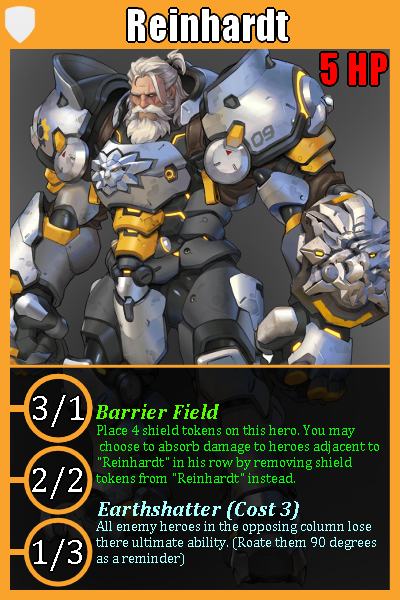 Reinhardt
5 HP
09
3/1
Barrier Field
Place 4 shield tokens on this hero. You may
choose to absorb damage to heroes adjacent to
"Reinhardt" in his row by removing shield
tokens from "Reinhardt" instead.
2/2
Earthshatter (Cost 3)
All enemy heroes in the opposing column lose
there ultimate ability. (Roate them 90 degrees
as a reminder)
1/3